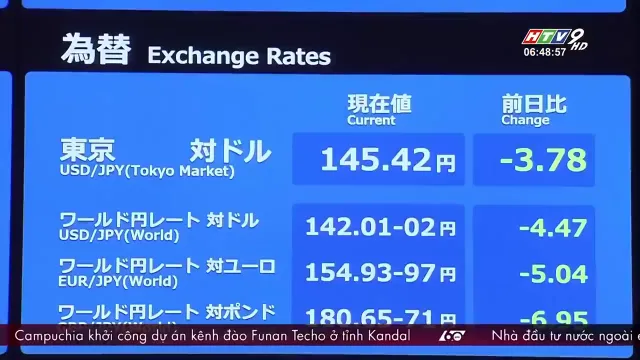 為替 Exchange Rates
HTV9 HD
06:48:57
現在値 前日比
Current Change
東京 対ドル 145.42円 -3.78
USD/JPY(Tokyo Market)
ワールド円レート 対ドル 142.01-02円 -4.47
USD/JPY(World)
ワールド円レート 対ユーロ 154.93-97円 -5.04
EUR/JPY(World)
ワールド円レート 対ポンド 180.65-71円 -6.95
Campuchia khởi công dự án kênh đào Funan Techo ở tỉnh Kandal 60 Nhà đầu tư nước ngoài